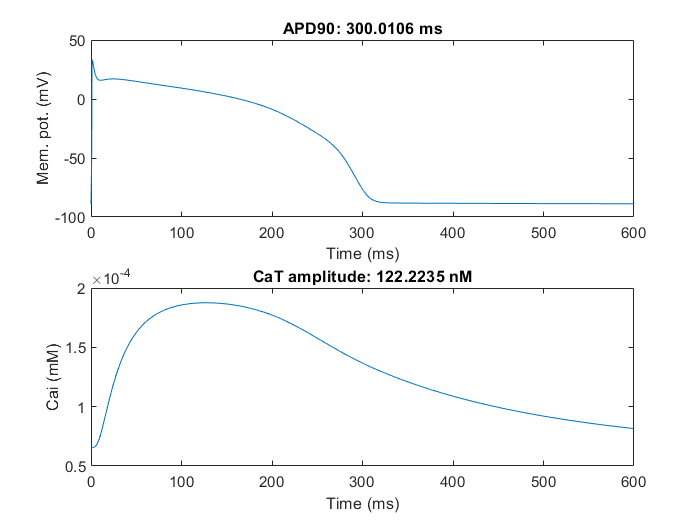 APD90: 300.0106 ms
50
0
-50
-100
Mem. pot. (mV)
0 100 200 300 400 500 600
Time (ms)
×10-4
CaT amplitude: 122.2235 nM
2
1.5
1
0.5
Cai (mM)
0 100 200 300 400 500 600
Time (ms)